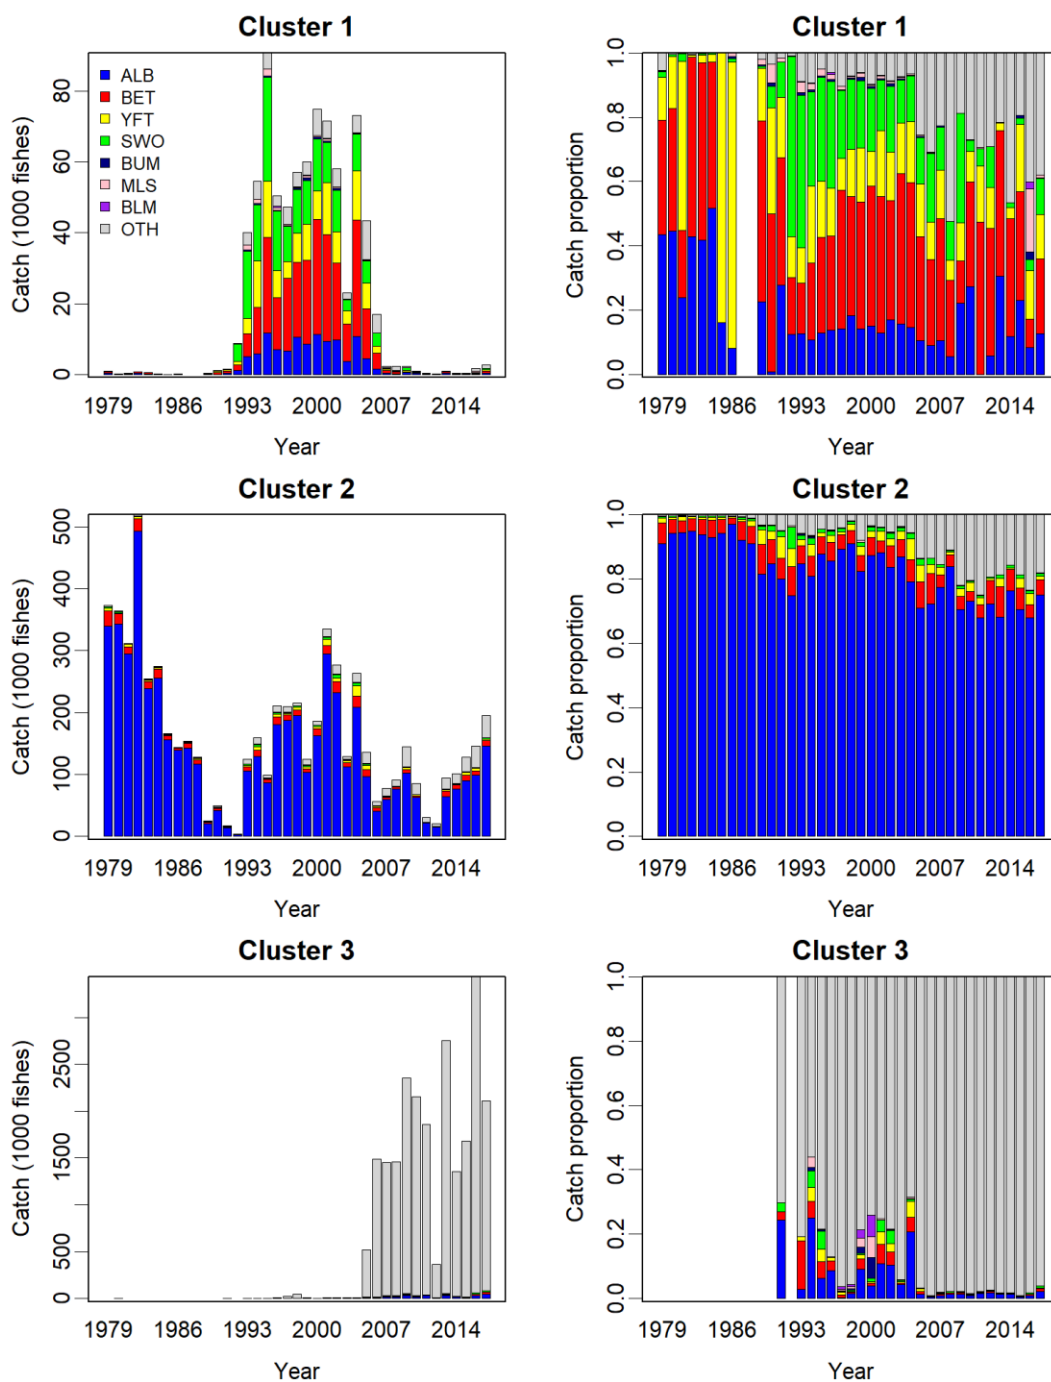 Cluster 1
Catch (1000 fishes)
80
60
40
20
0
ALB
BET
YFT
SWO
BUM
MLS
BLM
OTH
1979 1986 1993 2000 2007 2014
Year
Cluster 1
Catch proportion
1.0
0.8
0.6
0.4
0.2
0.0
1979 1986 1993 2000 2007 2014
Year
Cluster 2
Catch (1000 fishes)
500
400
300
200
100
0
1979 1986 1993 2000 2007 2014
Year
Cluster 2
Catch proportion
1.0
0.8
0.6
0.4
0.2
0.0
1979 1986 1993 2000 2007 2014
Year
Cluster 3
Catch (1000 fishes)
2500
1500
500
0
1979 1986 1993 2000 2007 2014
Year
Cluster 3
Catch proportion
1.0
0.8
0.6
0.4
0.2
0.0
1979 1986 1993 2000 2007 2014
Year